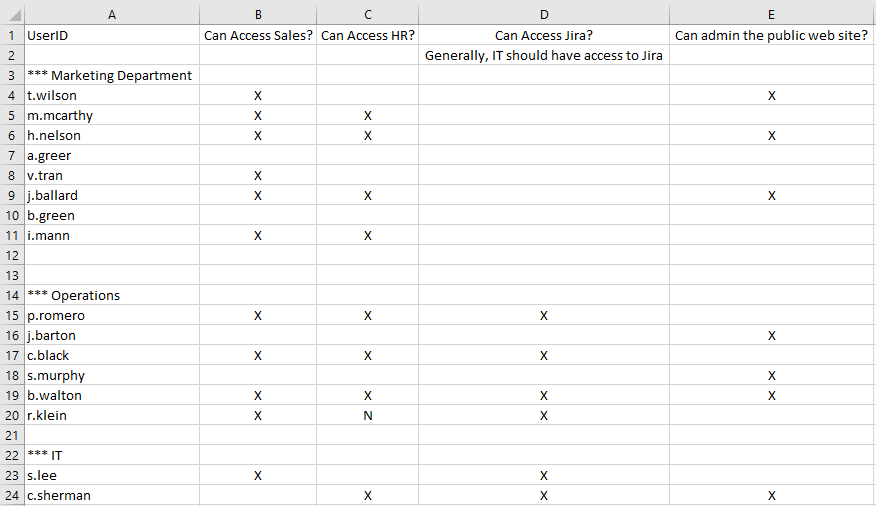 A B C D E
1 UserID Can Access Sales? Can Access HR? Can Access Jira? Can admin the public web site?
2 Generally, IT should have access to Jira
3 *** Marketing Department
4 t.wilson X X
5 m.mcarthy X X
6 h.nelson X X X
7 a.greer
8 v.tran X
9 j.ballard X X X
10 b.green
11 i.mann X X
12
13
14 *** Operations
15 p.romero X X X
16 j.barton X
17 c.black X X X
18 s.murphy X
19 b.walton X X X X
20 r.klein X N X
21
22 *** IT
23 s.lee X X
24 c.sherman X X X